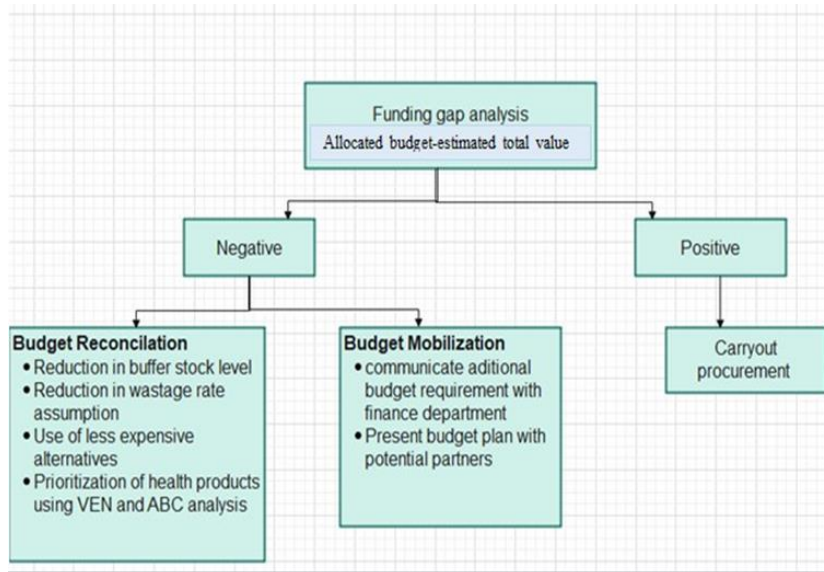 Funding gap analysis
Allocated budget-estimated total value
Negative
Positive
Budget Reconcilation
• Reduction in buffer stock level
• Reduction in wastage rate
assumption
• Use of less expensive
alternatives
• Prioritization of health products
using VEN and ABC analysis
Budget Mobilization
• communicate aditional
budget requirement with
finance department
• Present budget plan with
potential partners
Carryout
procurement